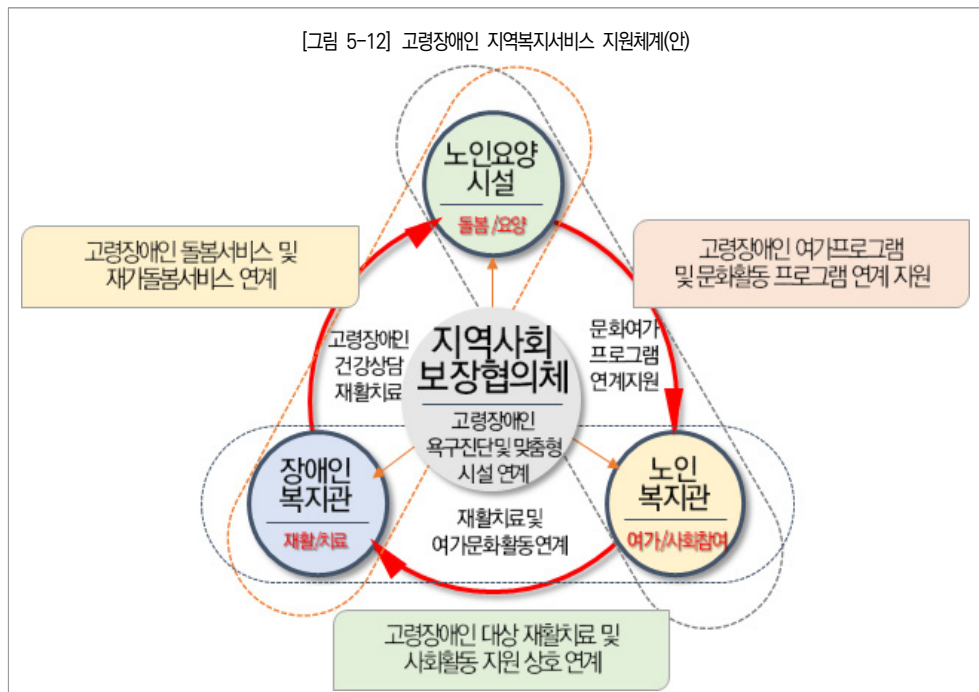 [그림 5-12] 고령장애인 지역복지서비스 지원체계(안)
노인요양
시설
돌봄/요양
고령장애인 돌봄서비스 및
재가돌봄서비스 연계
고령장애인 여가프로그램
및 문화활동 프로그램 연계 지원
고령장애인
건강상담
재활치료
지역사회
보장협의체
고령장애인
욕구진단및맞춤형
시설 연계
문화여가
프로그램
연계지원
장애인
복지관
재활/치료
재활치료및
여가문화활동연계
노인
복지관
여가/사회참여
고령장애인 대상 재활치료 및
사회활동 지원 상호 연계